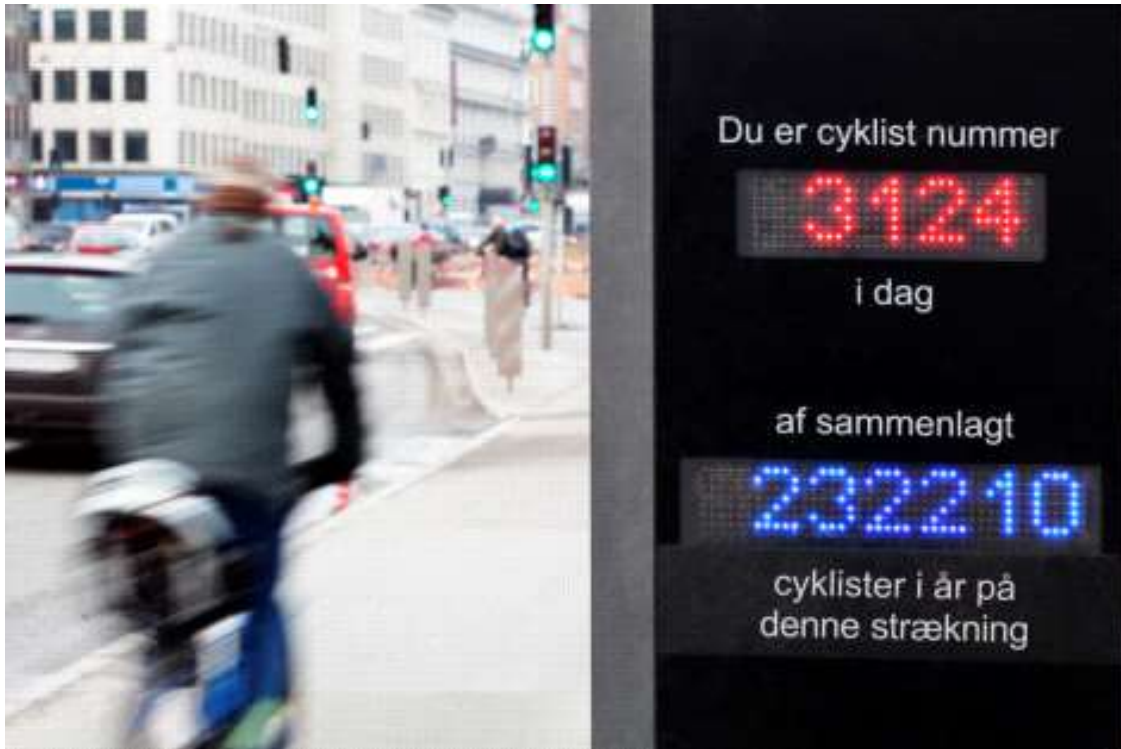 Du er cyklist nummer
3124
i dag
af sammenlagt
232210
cyklister i år på
denne strækning